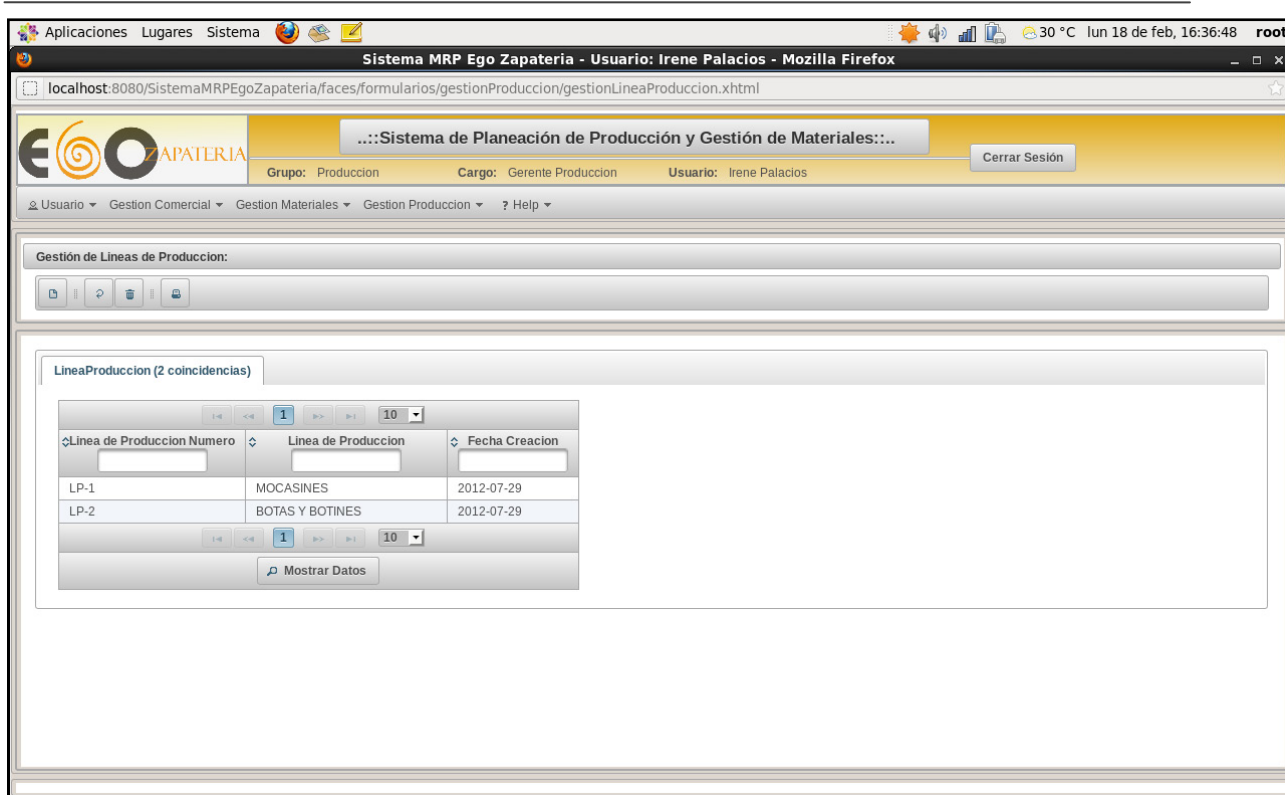 Aplicaciones Lugares Sistema 30 °C lun 18 de feb, 16:36:48 root
Sistema MRP Ego Zapateria - Usuario: Irene Palacios - Mozilla Firefox
localhost:8080/SistemaMRPEgoZapateria/faces/formularios/gestionProduccion/gestionLineaProduccion.xhtml
EGO ZAPATERIA
..::Sistema de Planeación de Producción y Gestión de Materiales::..
Cerrar Sesión
Grupo: Produccion Cargo: Gerente Produccion Usuario: Irene Palacios
Usuario Gestion Comercial Gestion Materiales Gestion Produccion ? Help
Gestión de Lineas de Produccion:
LineaProduccion (2 coincidencias)
1 10
Linea de Produccion Numero Linea de Produccion Fecha Creacion
LP-1 MOCASINES 2012-07-29
LP-2 BOTAS Y BOTINES 2012-07-29
1 10
Mostrar Datos